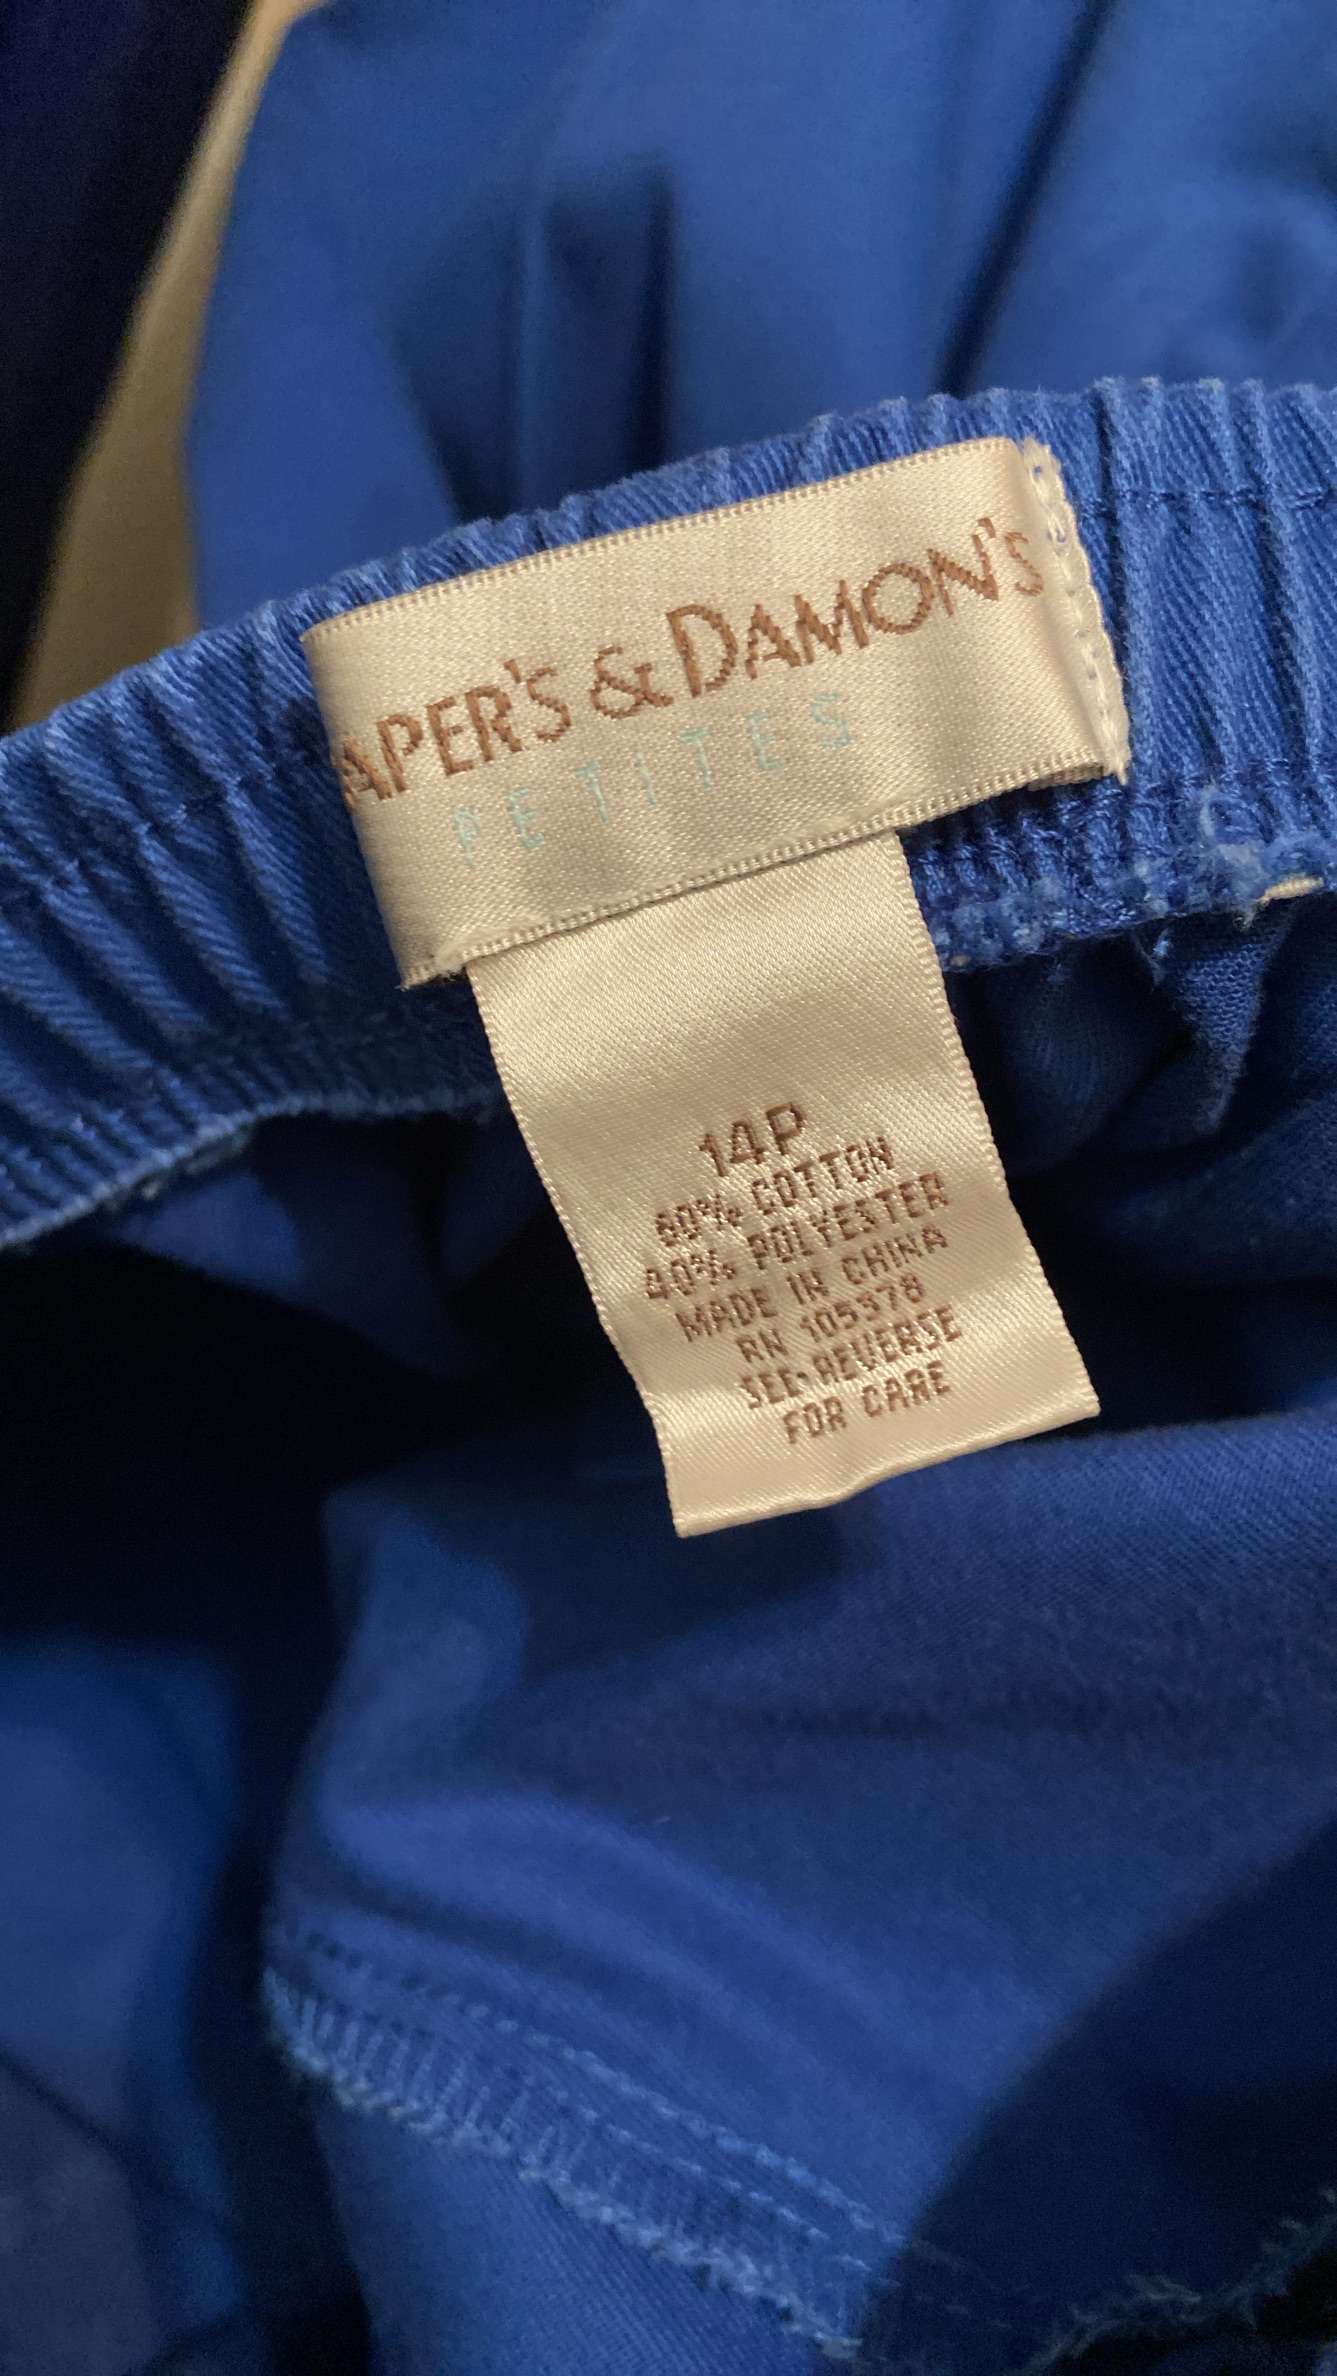 APER'S & DAMON'S
PETITES
14P
60% COTTON
40% POLYESTER
MADE IN CHINA
RN 105378
SEE REVERSE
FOR CARE